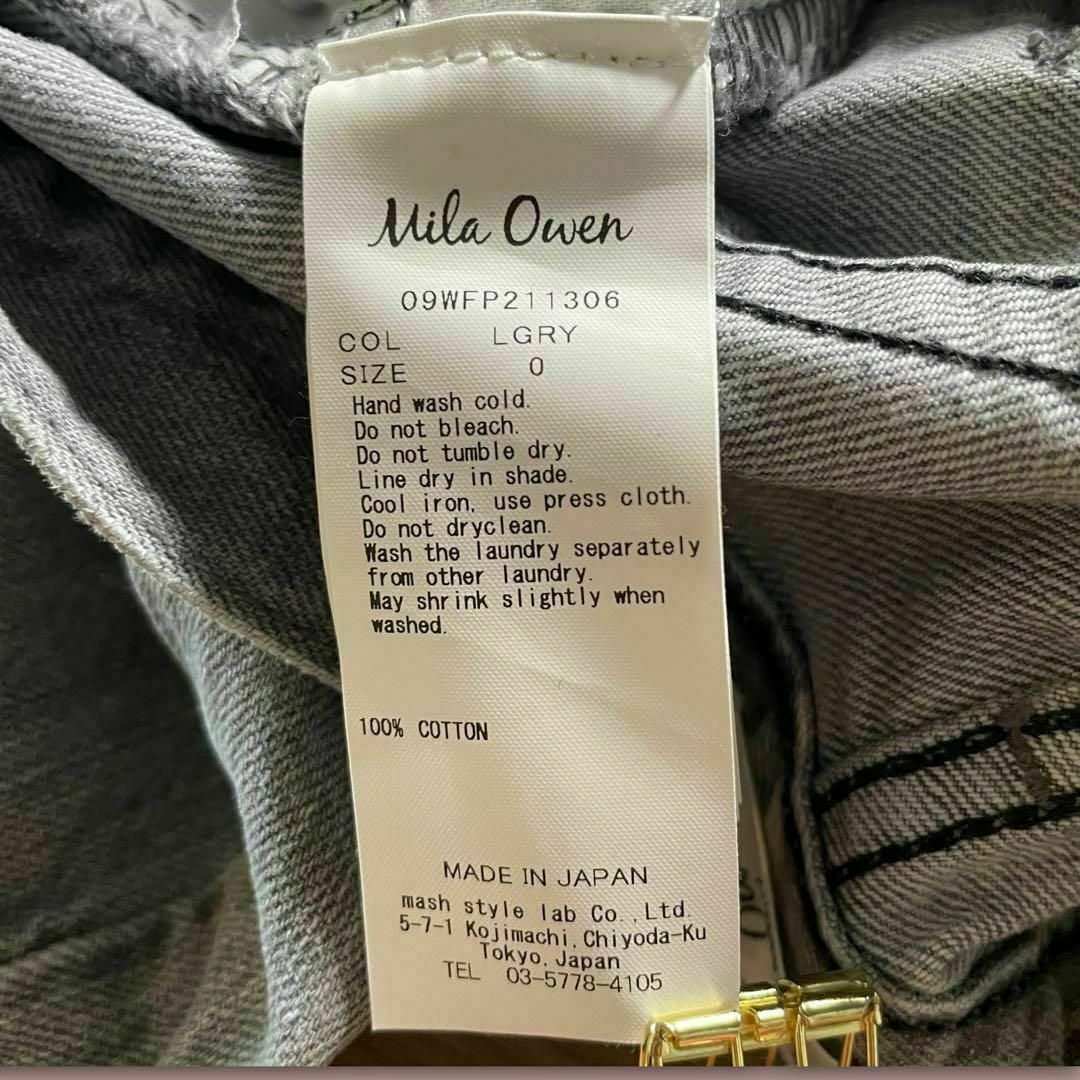 Mila Owen
09WFP211306
COL LGRY
SIZE 0
Hand wash cold.
Do not bleach.
Do not tumble dry.
Line dry in shade.
Cool iron, use press cloth.
Do not dryclean.
Wash the laundry separately
from other laundry.
May shrink slightly when
washed.
100% COTTON
MADE IN JAPAN
mash style lab Co.,Ltd.
5-7-1 Kojimachi,Chiyoda-Ku
Tokyo,Japan
TEL 03-5778-4105